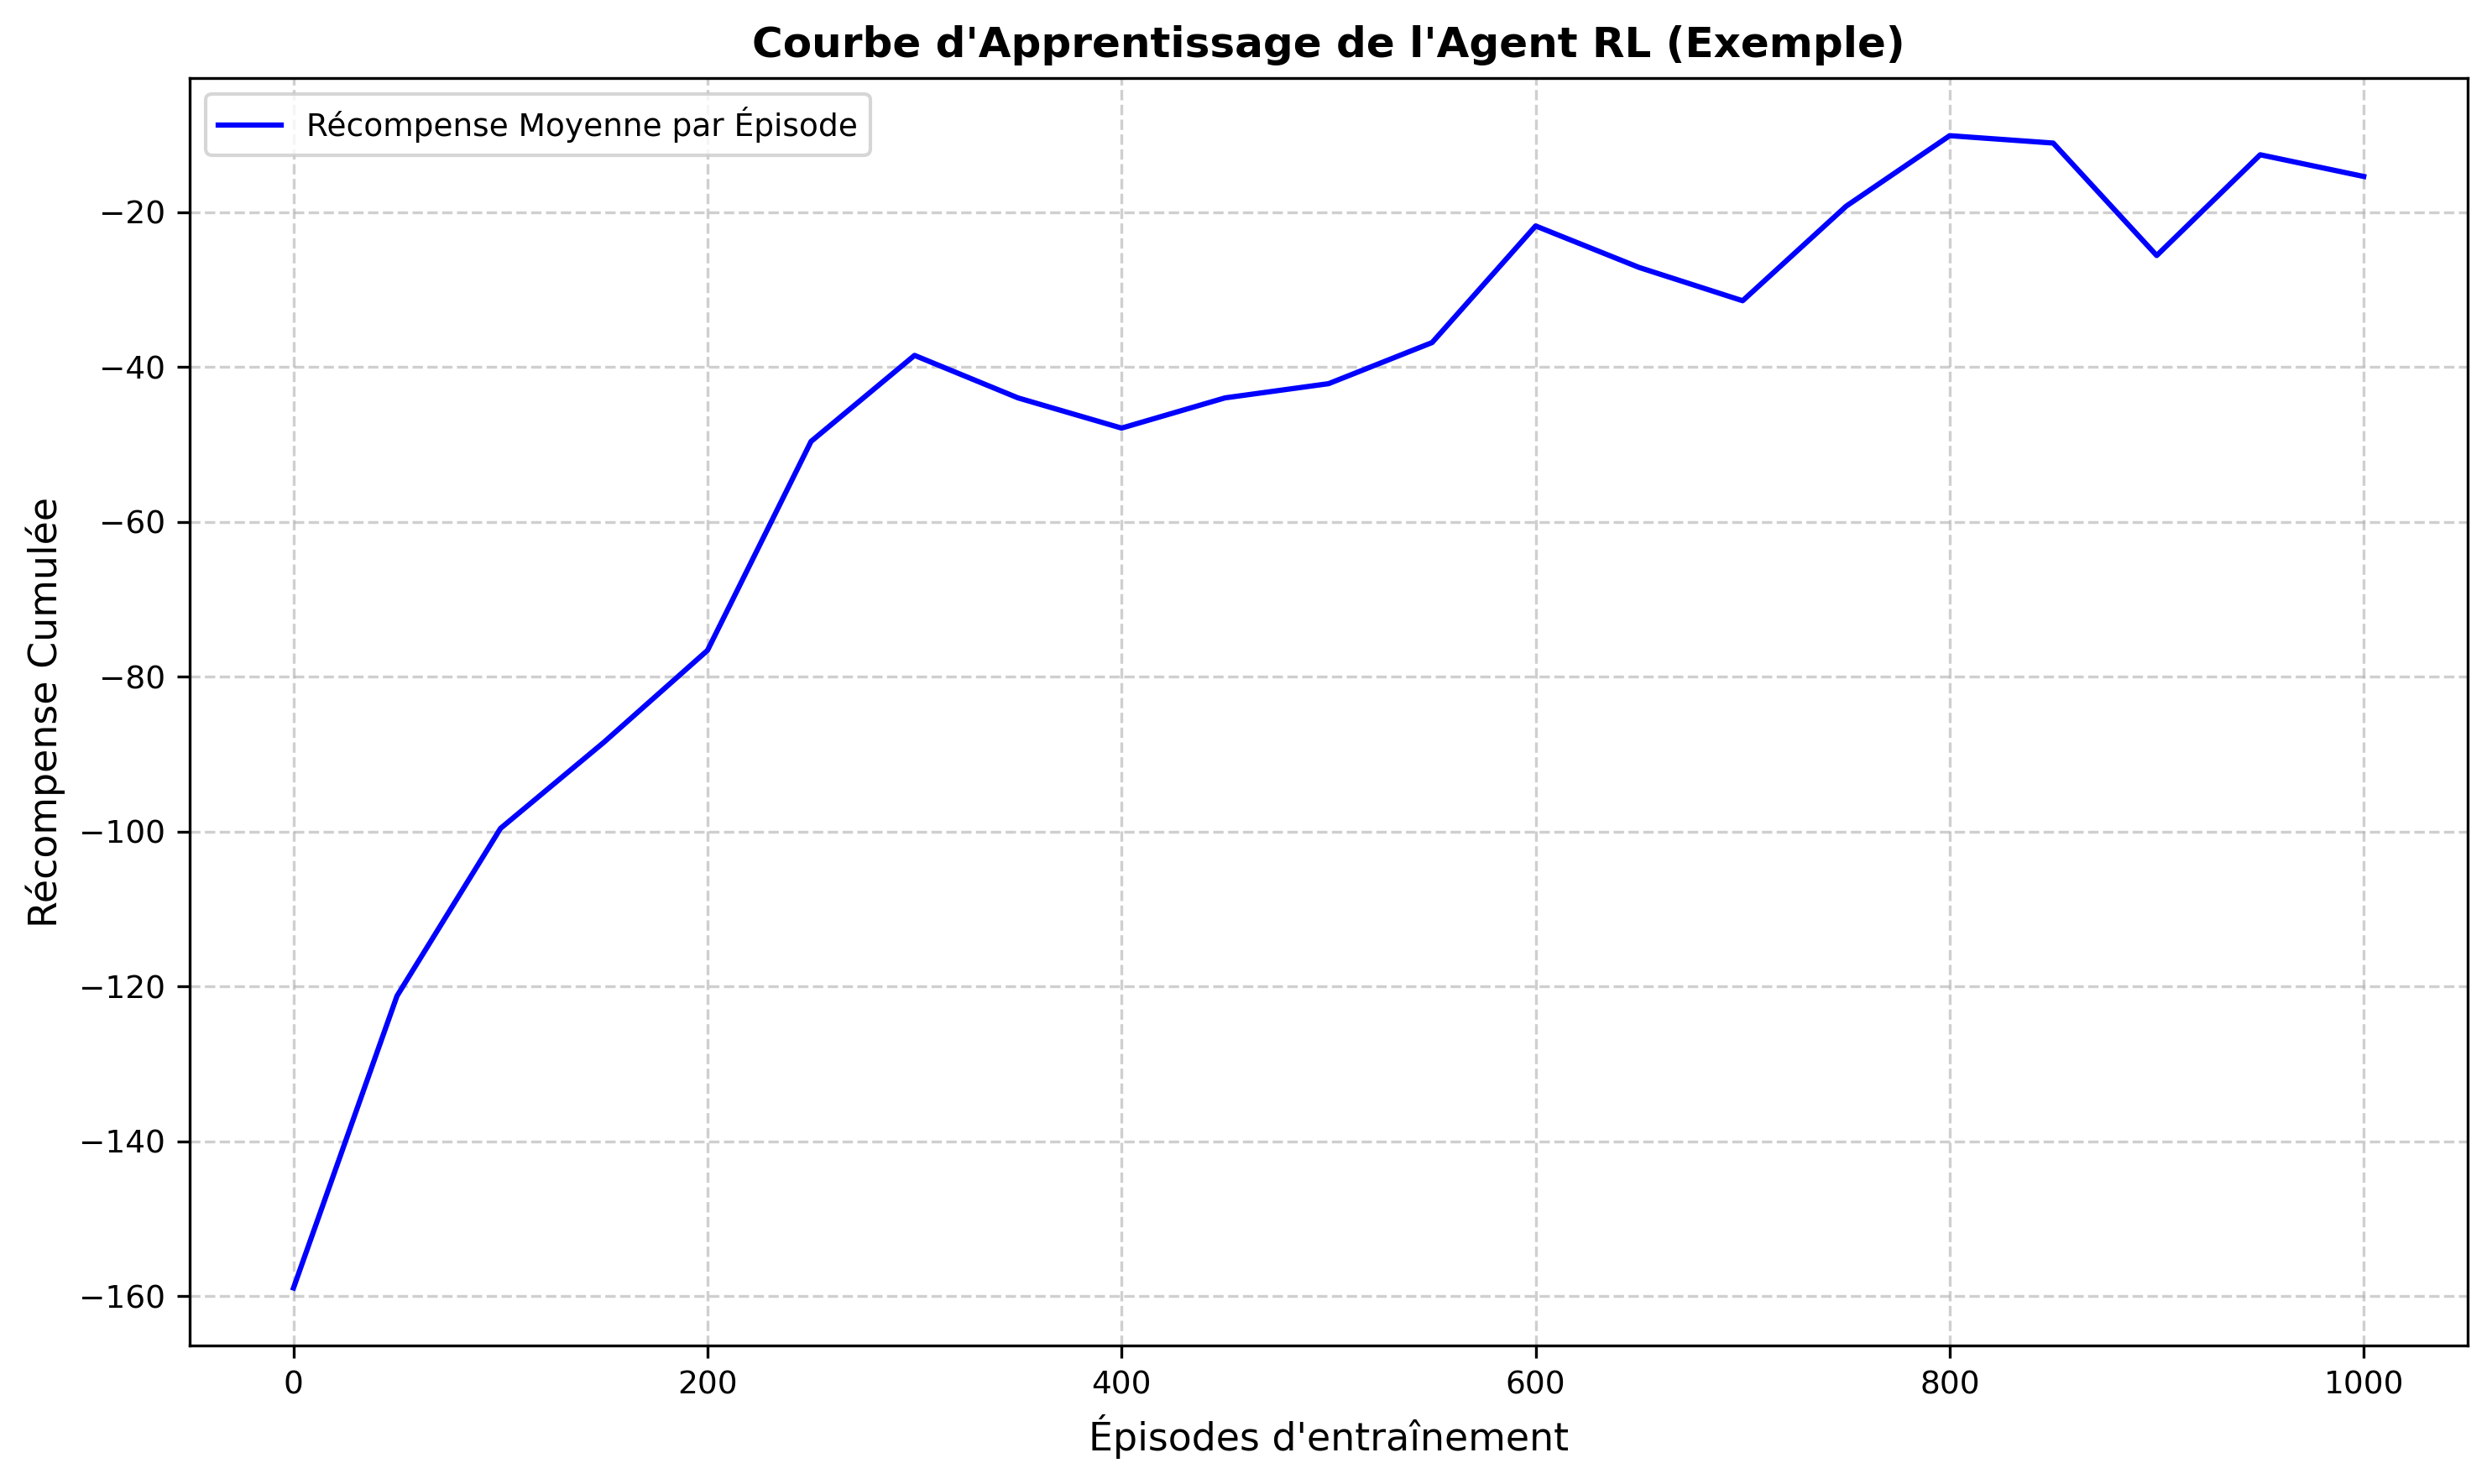 Courbe d'Apprentissage de l'Agent RL (Exemple)
Récompense Moyenne par Épisode
Récompense Cumulée
−20
−40
−60
−80
−100
−120
−140
−160
0 200 400 600 800 1000
Épisodes d'entraînement